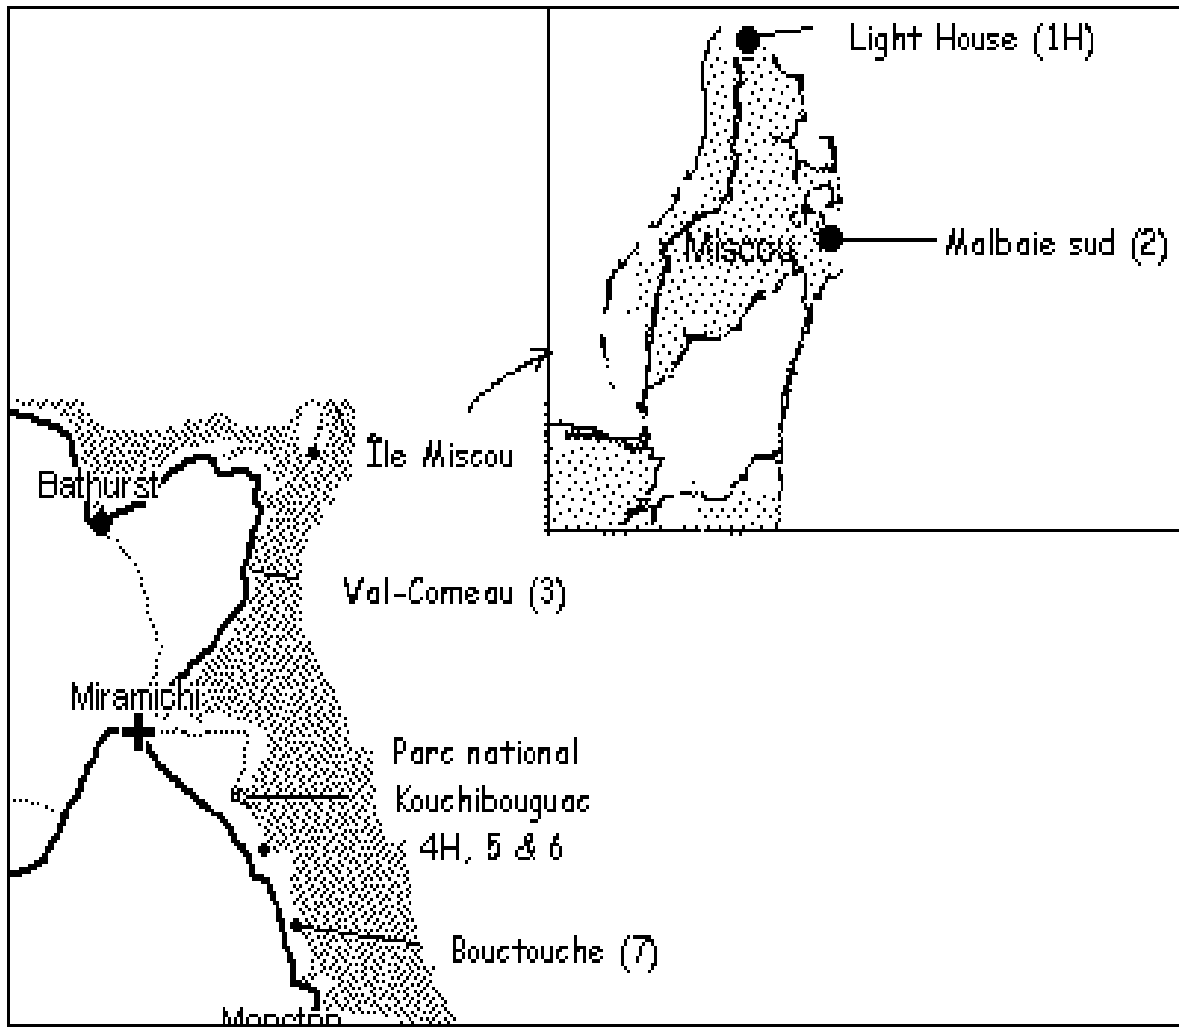 Light House (1H)
Miscou
Malbaie sud (2)
Île Miscou
Bathurst
Val-Comeau (3)
Miramichi
Parc national
Kouchibouguac
4H, 5 & 6
Bouctouche (7)
Moncton